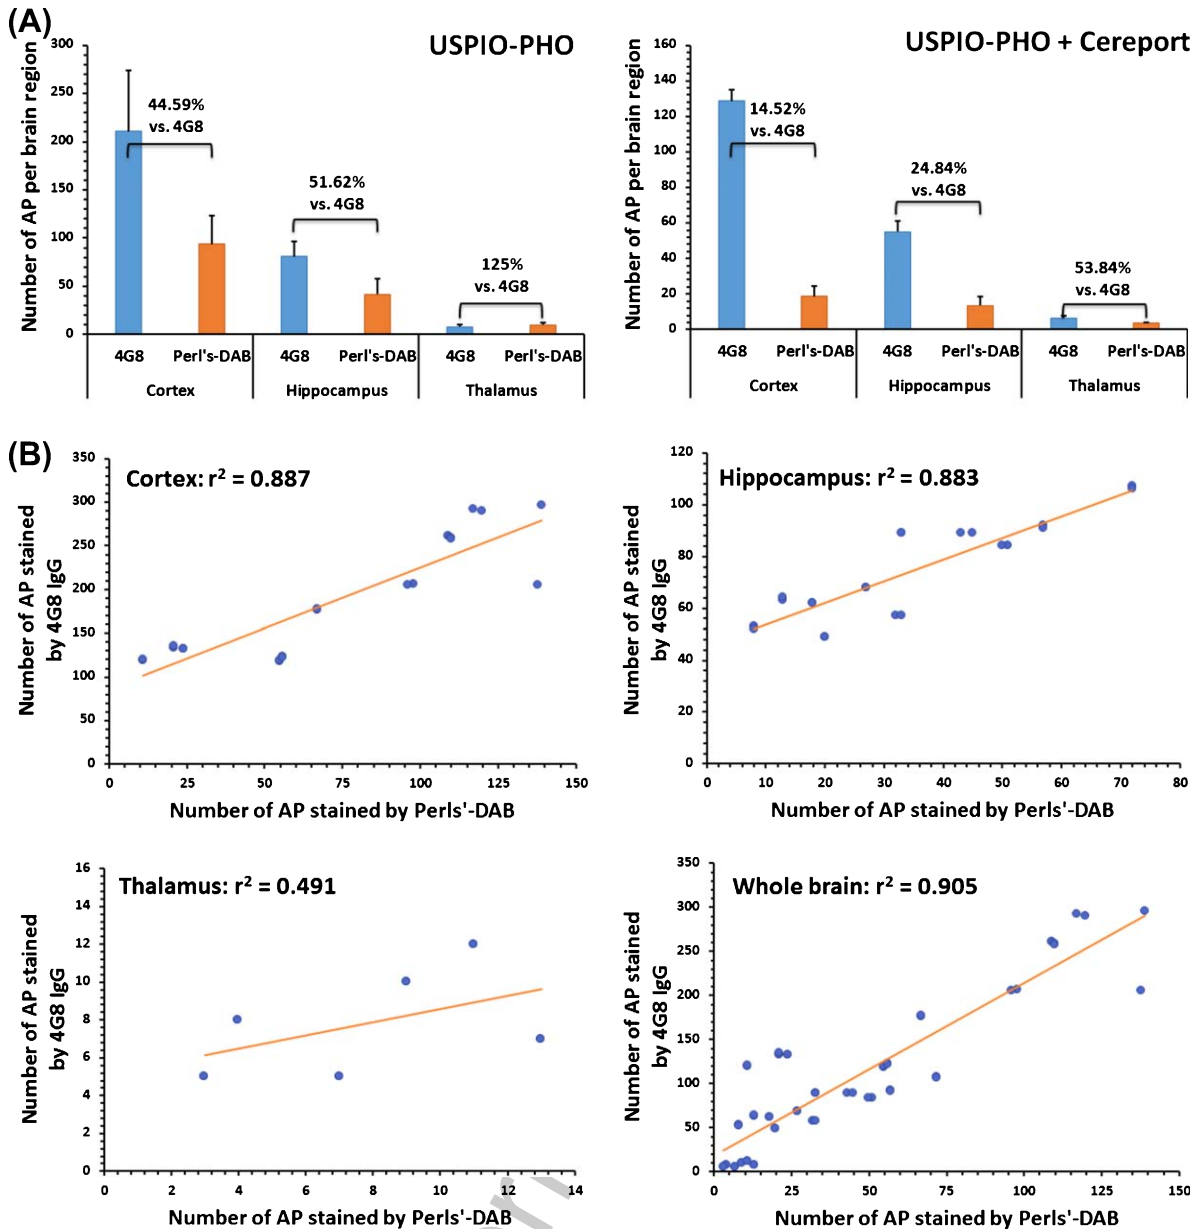 (A)
USPIO-PHO
Number of AP per brain region
300
250
200
150
100
50
0
44.59%
vs. 4G8
51.62%
vs. 4G8
125%
vs. 4G8
4G8 Perl's-DAB 4G8 Perl's-DAB 4G8 Perl's-DAB
Cortex Hippocampus Thalamus
USPIO-PHO + Cereport
Number of AP per brain region
160
140
120
100
80
60
40
20
0
14.52%
vs. 4G8
24.84%
vs. 4G8
53.84%
vs. 4G8
4G8 Perl's-DAB 4G8 Perl's-DAB 4G8 Perl's-DAB
Cortex Hippocampus Thalamus
(B)
Cortex: r² = 0.887
Number of AP stained
by 4G8 IgG
350
300
250
200
150
100
50
0
0 25 50 75 100 125 150
Number of AP stained by Perls'-DAB
Hippocampus: r² = 0.883
Number of AP stained
by 4G8 IgG
120
100
80
60
40
20
0
0 10 20 30 40 50 60 70 80
Number of AP stained by Perls'-DAB
Thalamus: r² = 0.491
Number of AP stained
by 4G8 IgG
16
14
12
10
8
6
4
2
0
0 2 4 6 8 10 12 14
Number of AP stained by Perls'-DAB
Whole brain: r² = 0.905
Number of AP stained
by 4G8 IgG
350
300
250
200
150
100
50
0
0 25 50 75 100 125 150
Number of AP stained by Perls'-DAB